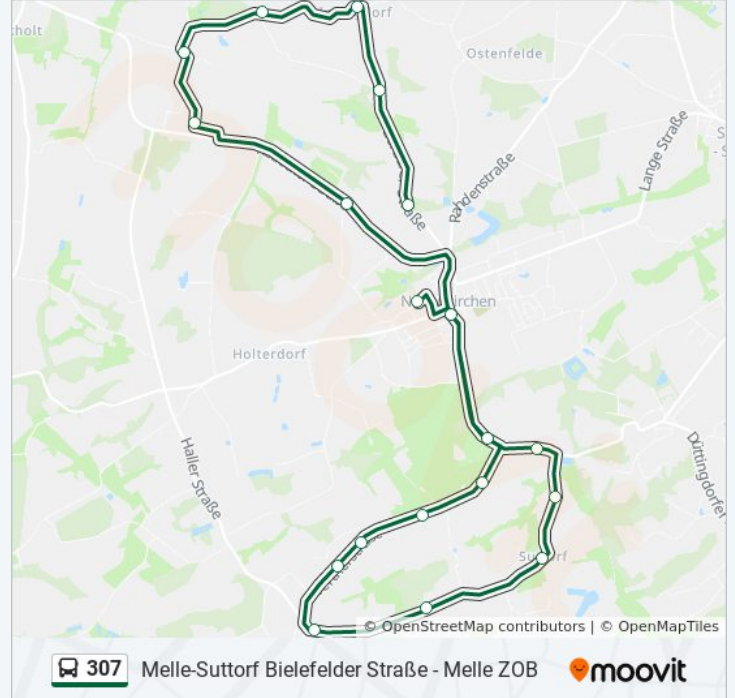 Ostenfelde
Lange Straße
Rahdenstraße
Holterdorf
Haller Straße
Düttingdorfer
© OpenStreetMap contributors | © OpenMapTiles
307 Melle-Suttorf Bielefelder Straße - Melle ZOB moovit